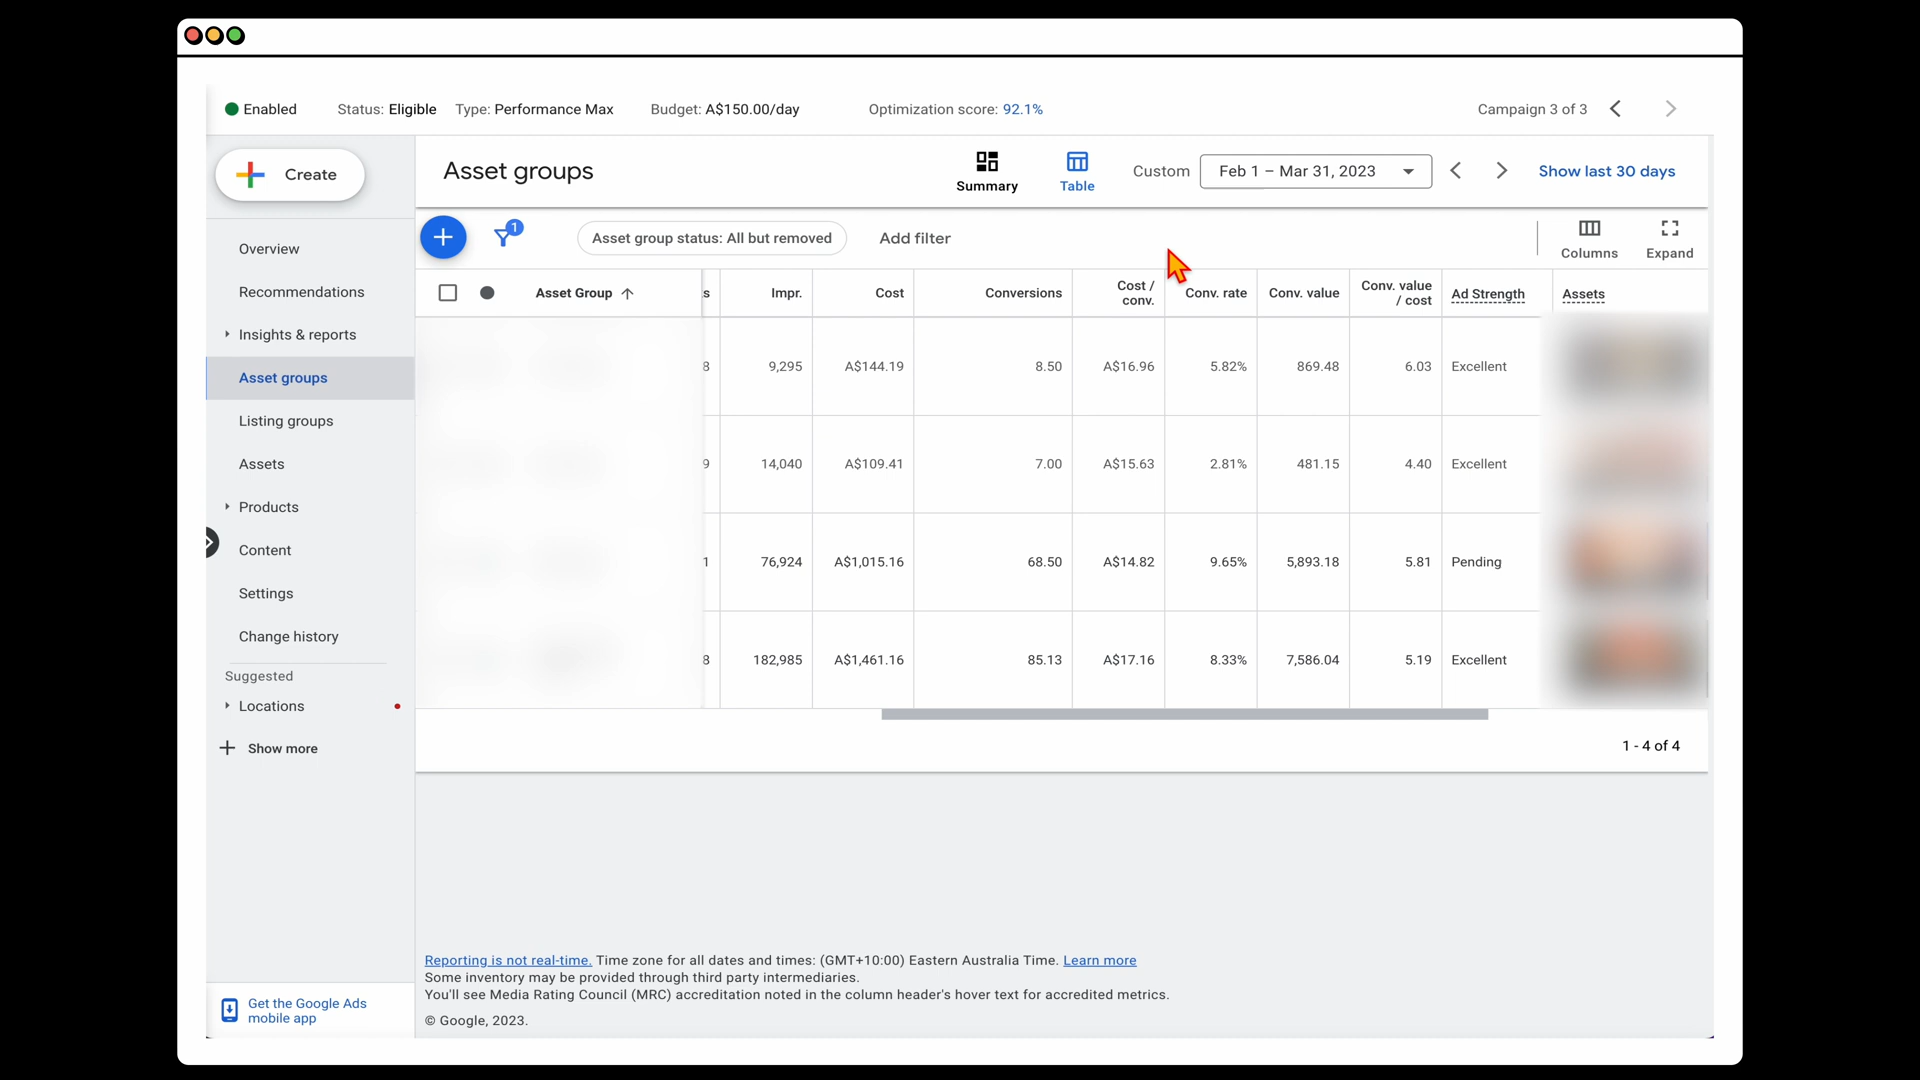 Enabled Status: Eligible Type: Performance Max Budget: A$150.00/day Optimization score: 92.1% Campaign 3 of 3
Create
Overview
Recommendations
Insights & reports
Asset groups
Listing groups
Assets
Products
Content
Settings
Change history
Suggested
Locations
Show more
Get the Google Ads
mobile app
Asset groups
Summary
Table
Custom Feb 1 – Mar 31, 2023 Show last 30 days
1
Asset group status: All but removed Add filter
Columns
Expand
Asset Group s Impr. Cost Conversions Cost / conv. Conv. rate Conv. value Conv. value / cost Ad Strength Assets
8 9,295 A$144.19 8.50 A$16.96 5.82% 869.48 6.03 Excellent
9 14,040 A$109.41 7.00 A$15.63 2.81% 481.15 4.40 Excellent
1 76,924 A$1,015.16 68.50 A$14.82 9.65% 5,893.18 5.81 Pending
8 182,985 A$1,461.16 85.13 A$17.16 8.33% 7,586.04 5.19 Excellent
1 - 4 of 4
Reporting is not real-time. Time zone for all dates and times: (GMT+10:00) Eastern Australia Time. Learn more
Some inventory may be provided through third party intermediaries.
You'll see Media Rating Council (MRC) accreditation noted in the column header's hover text for accredited metrics.
© Google, 2023.